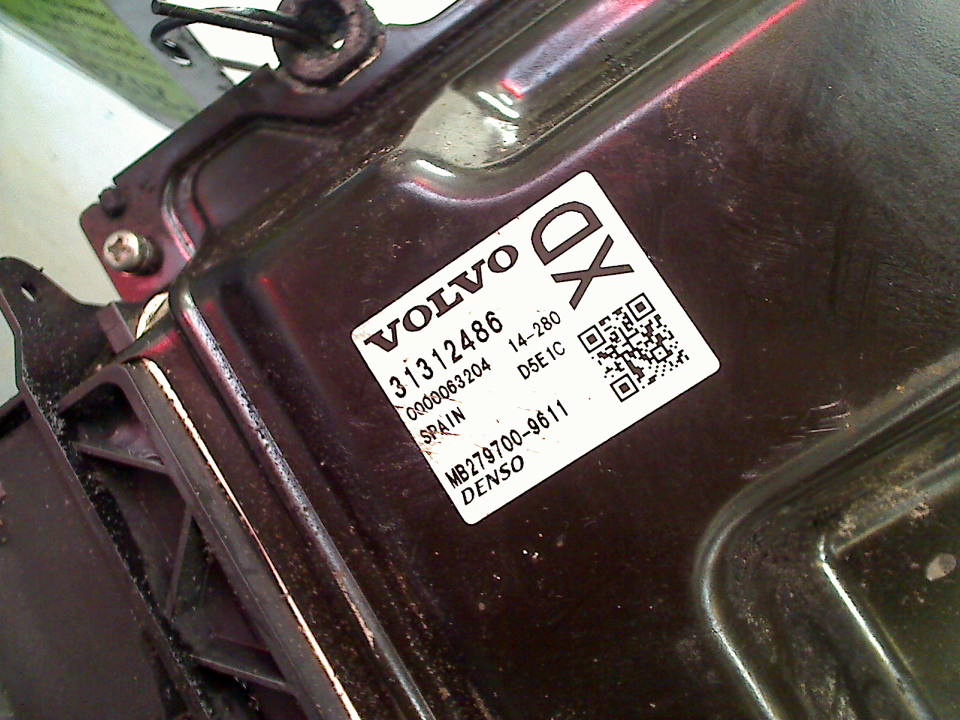 VOLVO
XD
31312486
0000063204 14-280
SPAIN D5E1C
MB279700-9611
DENSO